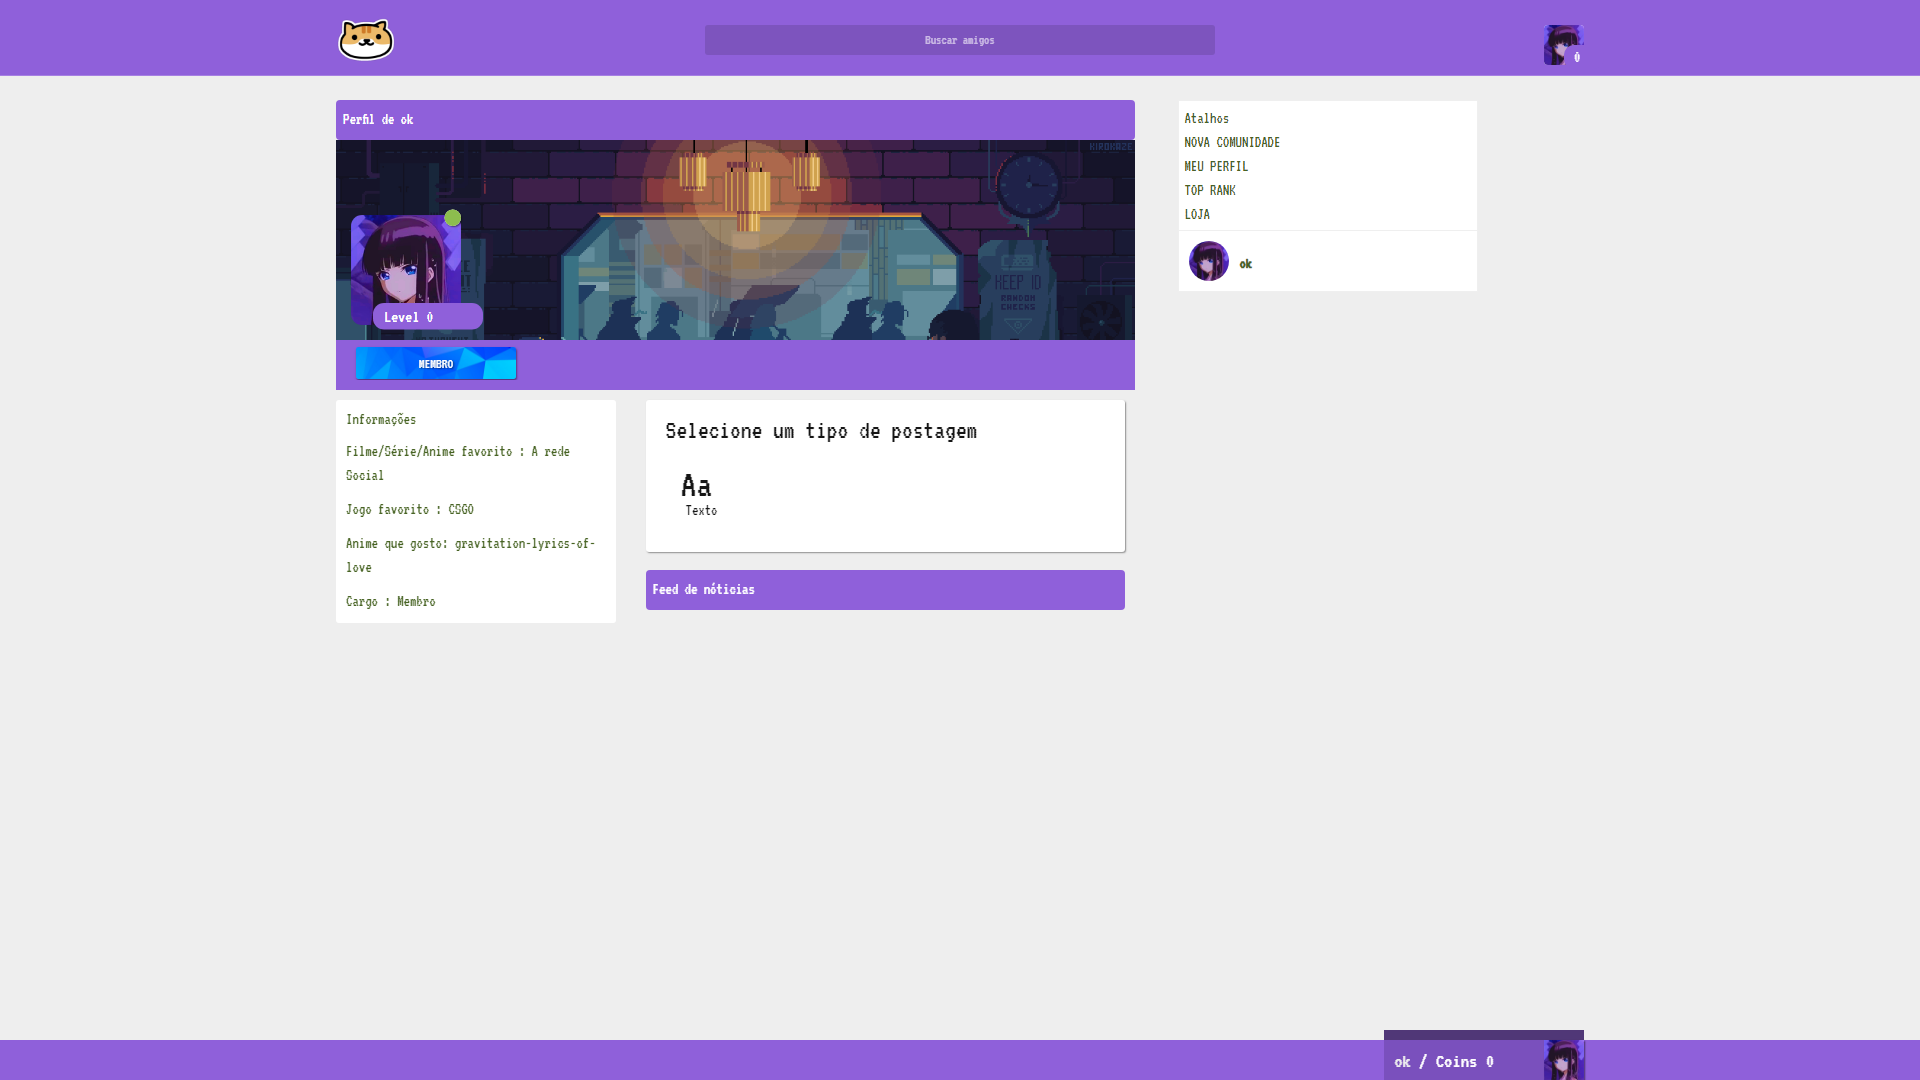 Buscar amigos
0
Perfil de ok
KIROKAZE
KEEP ID
RANDOM
CHECKS
Level 0
MEMBRO
Atalhos
NOVA COMUNIDADE
MEU PERFIL
TOP RANK
LOJA
ok
Informações
Filme/Série/Anime favorito : A rede
Social
Jogo favorito : CSGO
Anime que gosto: gravitation-lyrics-of-
love
Cargo : Membro
Selecione um tipo de postagem
Aa
Texto
Feed de nóticias
ok / Coins 0